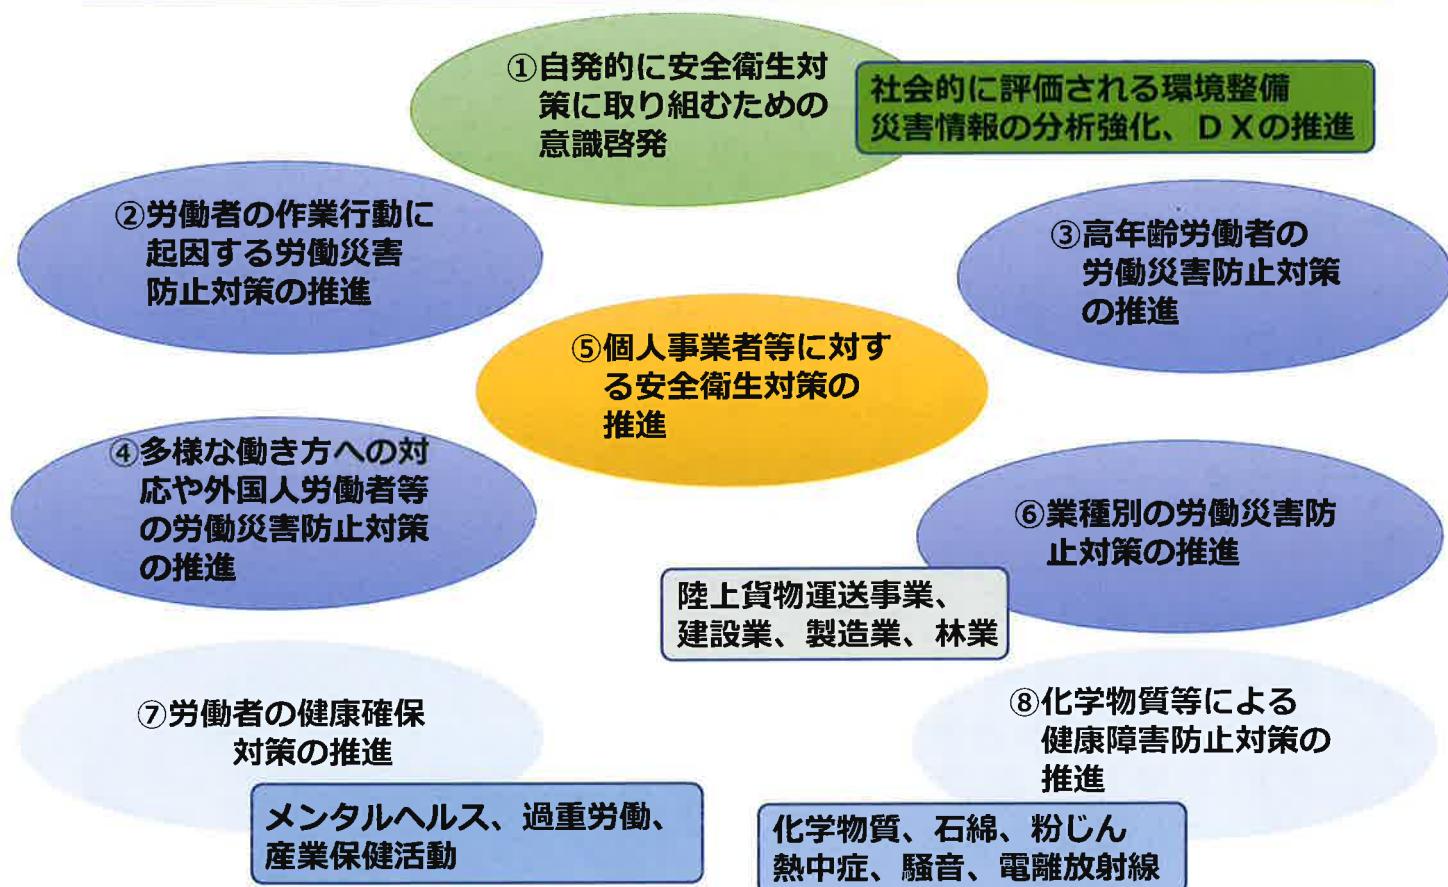 ①自発的に安全衛生対
策に取り組むための
意識啓発
社会的に評価される環境整備
災害情報の分析強化、ＤＸの推進
②労働者の作業行動に
起因する労働災害
防止対策の推進
③高年齢労働者の
労働災害防止対策
の推進
⑤個人事業者等に対す
る安全衛生対策の
推進
④多様な働き方への対
応や外国人労働者等
の労働災害防止対策
の推進
⑥業種別の労働災害防
止対策の推進
陸上貨物運送事業、
建設業、製造業、林業
⑦労働者の健康確保
対策の推進
メンタルヘルス、過重労働、
産業保健活動
⑧化学物質等による
健康障害防止対策の
推進
化学物質、石綿、粉じん
熱中症、騒音、電離放射線